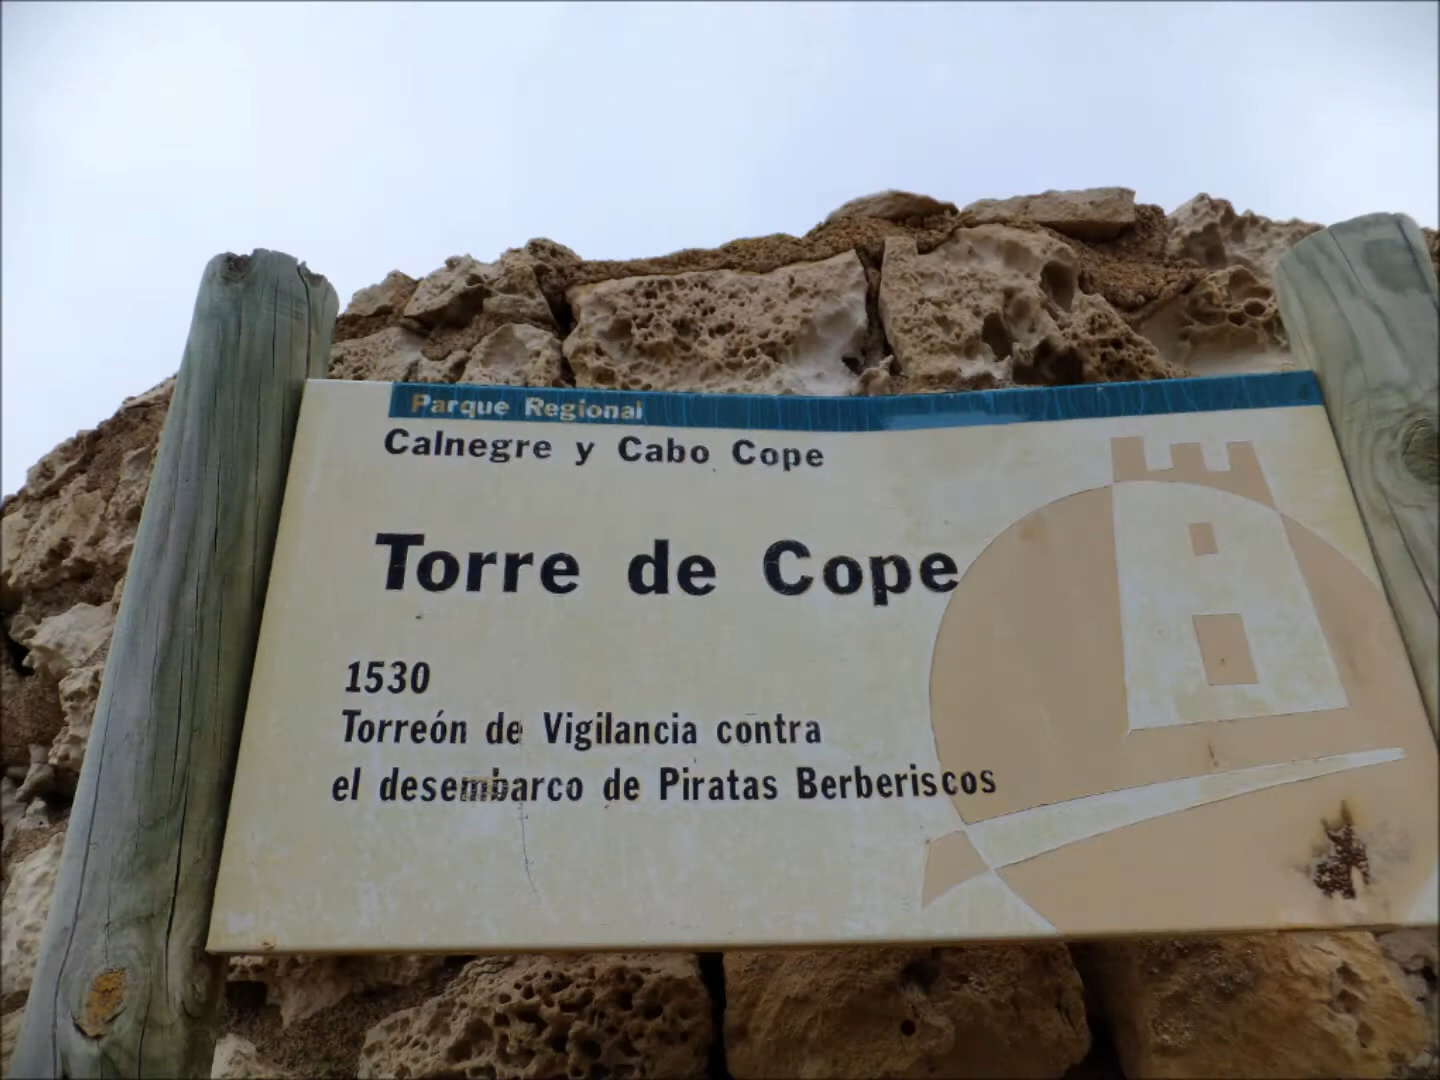 Parque Regional
Calnegre y Cabo Cope
Torre de Cope
1530
Torreón de Vigilancia contra
el desembarco de Piratas Berberiscos